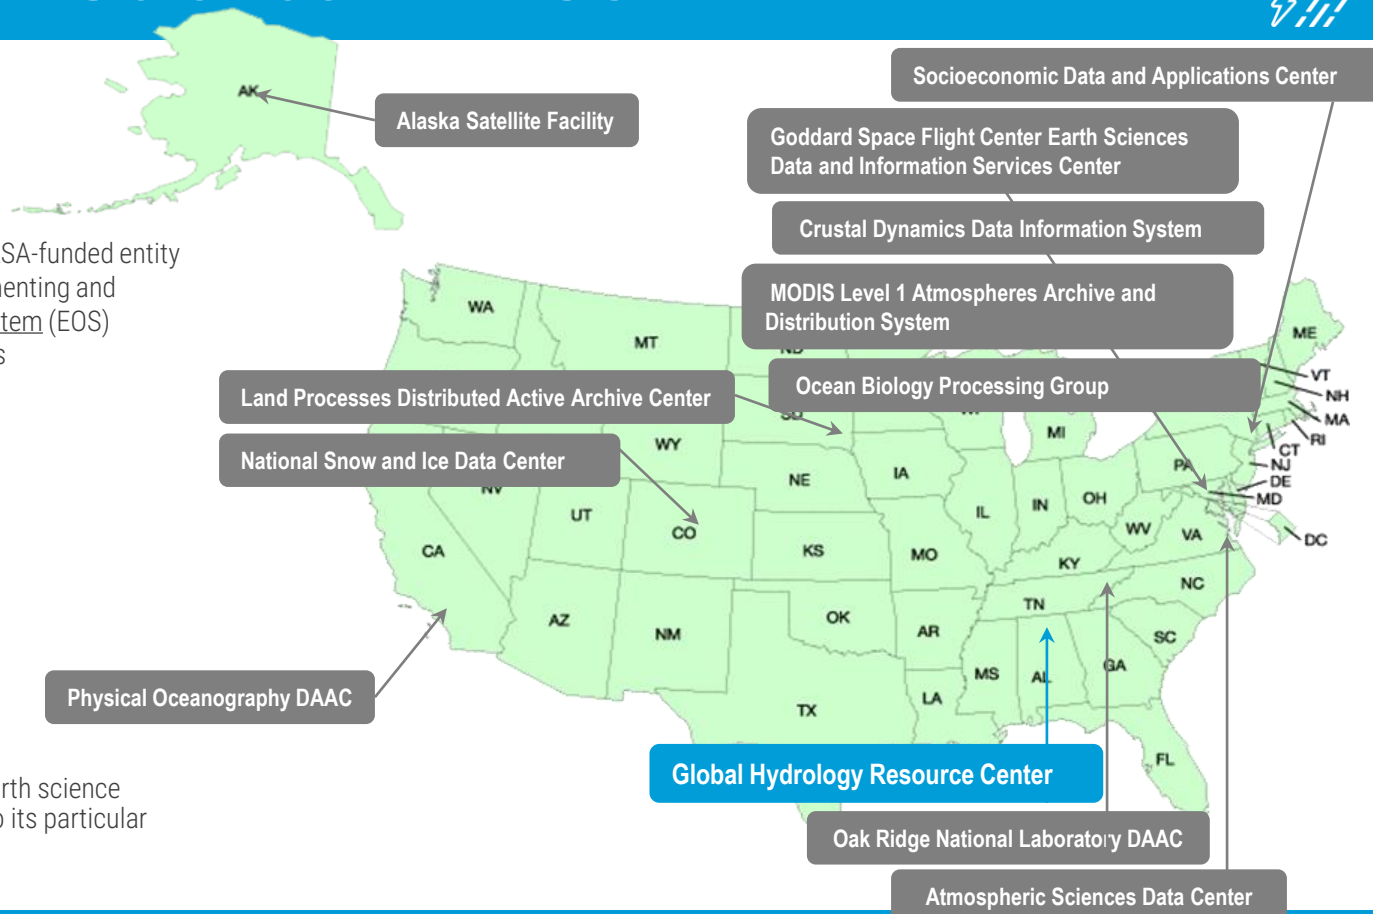 AK
Alaska Satellite Facility
Socioeconomic Data and Applications Center
Goddard Space Flight Center Earth Sciences
Data and Information Services Center
Crustal Dynamics Data Information System
MODIS Level 1 Atmospheres Archive and
Distribution System
Ocean Biology Processing Group
SA-funded entity
enting and
tem (EOS)
s
Land Processes Distributed Active Archive Center
National Snow and Ice Data Center
Physical Oceanography DAAC
Global Hydrology Resource Center
Oak Ridge National Laboratory DAAC
Atmospheric Sciences Data Center
rth science
o its particular
WA
MT
ND
SD
WY
NV
UT
CO
CA
AZ
NM
NE
KS
OK
TX
IA
MO
AR
LA
WI
MI
IL
IN
OH
KY
TN
MS
AL
GA
FL
SC
NC
WV
VA
PA
ME
VT
NH
MA
RI
CT
NJ
DE
MD
DC